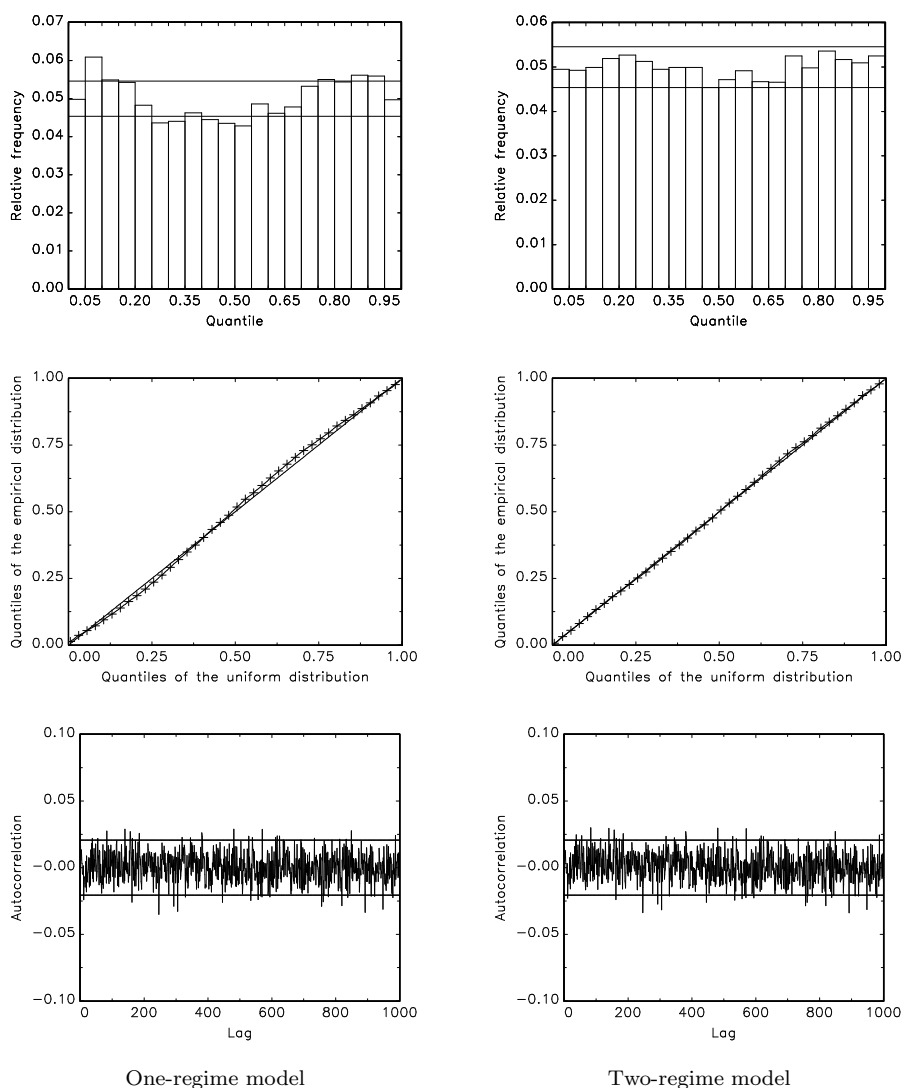 0.07
0.06
0.05
0.04
0.03
0.02
0.01
0.00
Relative frequency
0.05 0.20 0.35 0.50 0.65 0.80 0.95
Quantile
0.06
0.05
0.04
0.03
0.02
0.01
0.00
Relative frequency
0.05 0.20 0.35 0.50 0.65 0.80 0.95
Quantile
1.00
0.75
0.50
0.25
0.00
Quantiles of the empirical distribution
0.00 0.25 0.50 0.75 1.00
Quantiles of the uniform distribution
1.00
0.75
0.50
0.25
0.00
Quantiles of the empirical distribution
0.00 0.25 0.50 0.75 1.00
Quantiles of the uniform distribution
0.10
0.05
−0.00
−0.05
−0.10
Autocorrelation
0 200 400 600 800 1000
Lag
0.10
0.05
−0.00
−0.05
−0.10
Autocorrelation
0 200 400 600 800 1000
Lag
One-regime model
Two-regime model